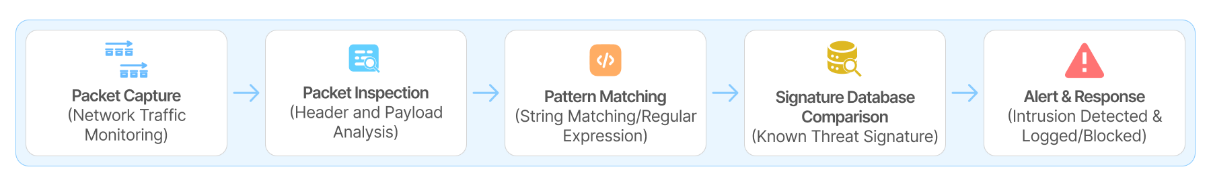 Packet Capture
(Network Traffic
Monitoring)
Packet Inspection
(Header and Payload
Analysis)
</>
Pattern Matching
(String Matching/Regular
Expression)
Signature Database
Comparison
(Known Threat Signature)
Alert & Response
(Intrusion Detected &
Logged/Blocked)